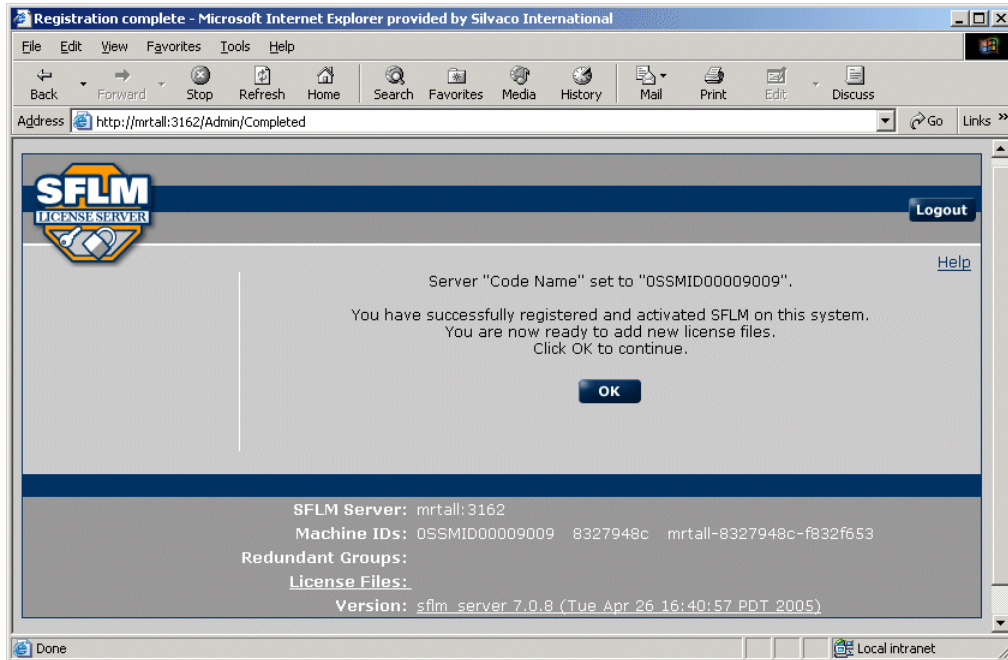 Registration complete - Microsoft Internet Explorer provided by Silvaco International
File Edit View Favorites Tools Help
Back Forward Stop Refresh Home Search Favorites Media History Mail Print Edit Discuss
Address http://mrtall:3162/Admin/Completed Go Links »
SFLM
LICENSE SERVER
Logout
Help
Server "Code Name" set to "0SSMID00009009".
You have successfully registered and activated SFLM on this system.
You are now ready to add new license files.
Click OK to continue.
OK
SFLM Server: mrtall:3162
Machine IDs: 0SSMID00009009 8327948c mrtall-8327948c-f832f653
Redundant Groups:
License Files:
Version: sflm_server 7.0.8 (Tue Apr 26 16:40:57 PDT 2005)
Done Local intranet